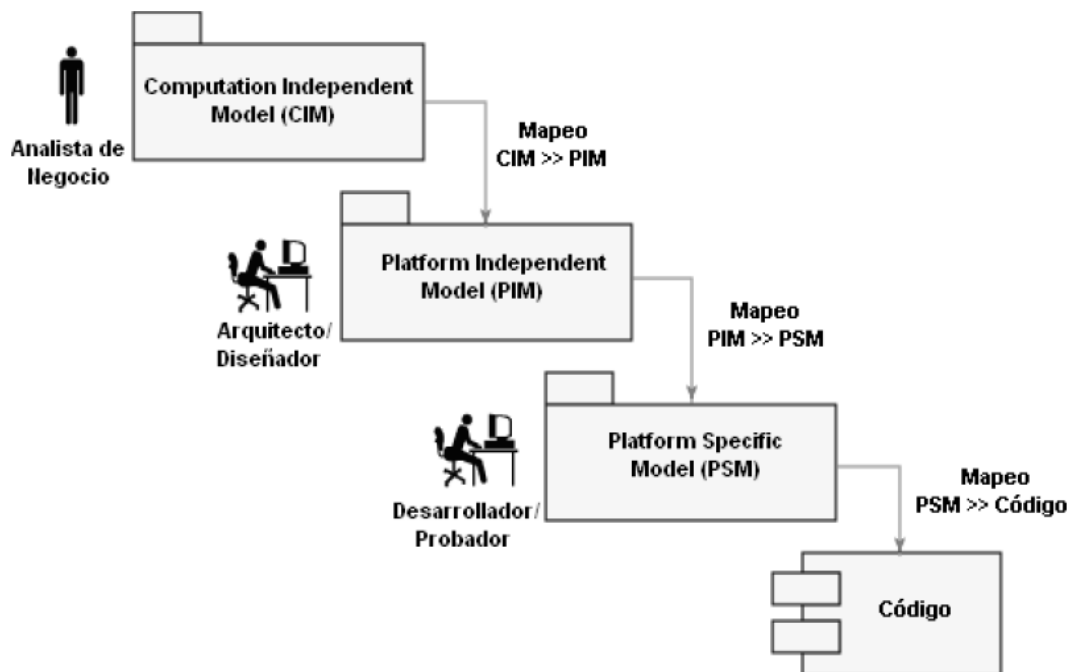 Computation Independent
Model (CIM)
Analista de
Negocio
Mapeo
CIM >> PIM
Platform Independent
Model (PIM)
Arquitecto/
Diseñador
Mapeo
PIM >> PSM
Platform Specific
Model (PSM)
Desarrollador/
Probador
Mapeo
PSM >> Código
Código